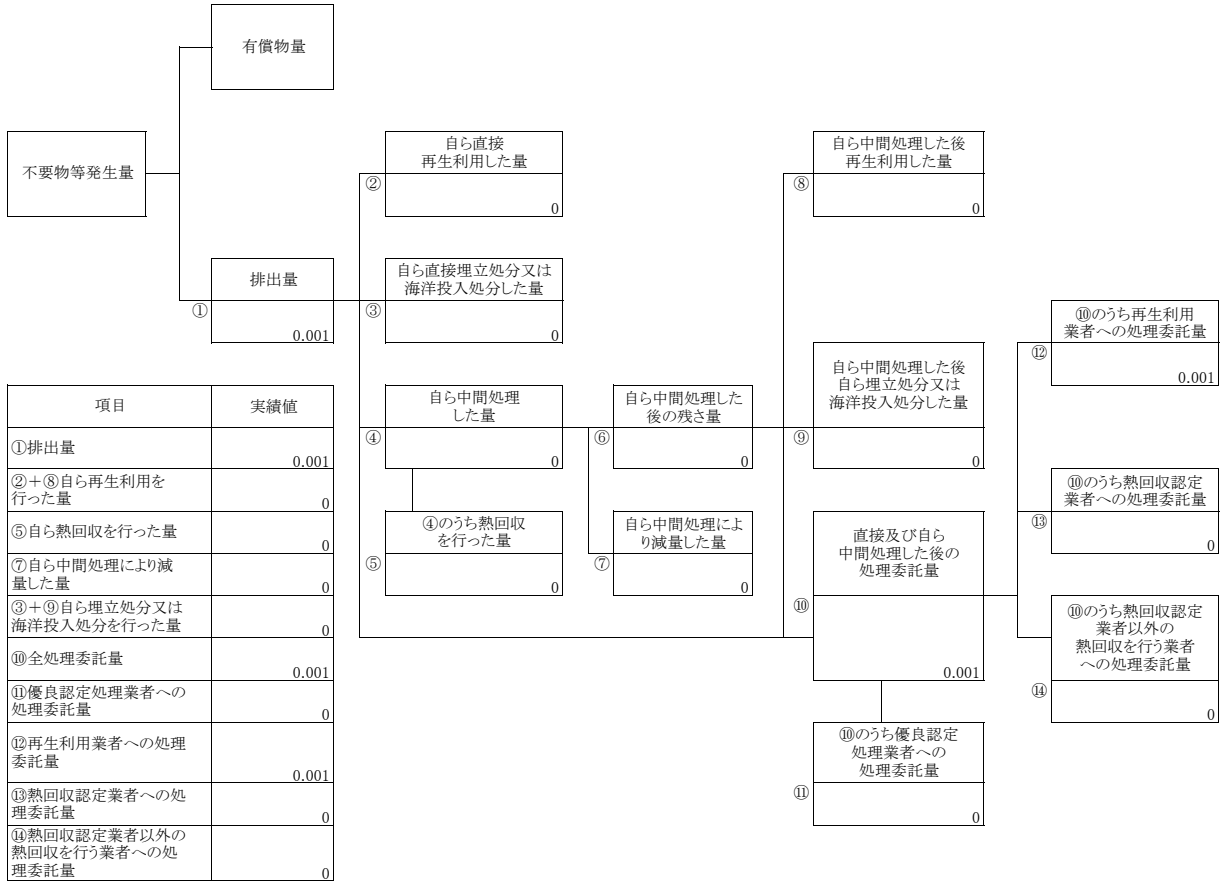 有償物量
不要物等発生量
排出量
①
0.001
自ら直接
再生利用した量
②
0
自ら直接埋立処分又は
海洋投入処分した量
③
0
自ら中間処理
した量
④
0
④のうち熱回収
を行った量
⑤
0
自ら中間処理した
後の残さ量
⑥
0
自ら中間処理によ
り減量した量
⑦
0
自ら中間処理した後
再生利用した量
⑧
0
自ら中間処理した後
自ら埋立処分又は
海洋投入処分した量
⑨
0
直接及び自ら
中間処理した後の
処理委託量
⑩
0.001
⑩のうち優良認定
処理業者への
処理委託量
⑪
0
⑩のうち再生利用
業者への処理委託量
⑫
0.001
⑩のうち熱回収認定
業者への処理委託量
⑬
0
⑩のうち熱回収認定
業者以外の
熱回収を行う業者
への処理委託量
⑭
0
項目 実績値
①排出量
0.001
②+⑧自ら再生利用を
行った量
0
⑤自ら熱回収を行った量
0
⑦自ら中間処理により減
量した量
0
③+⑨自ら埋立処分又は
海洋投入処分を行った量
0
⑩全処理委託量
0.001
⑪優良認定処理業者への
処理委託量
0
⑫再生利用業者への処理
委託量
0.001
⑬熱回収認定業者への処
理委託量
0
⑭熱回収認定業者以外の
熱回収を行う業者への処
理委託量
0